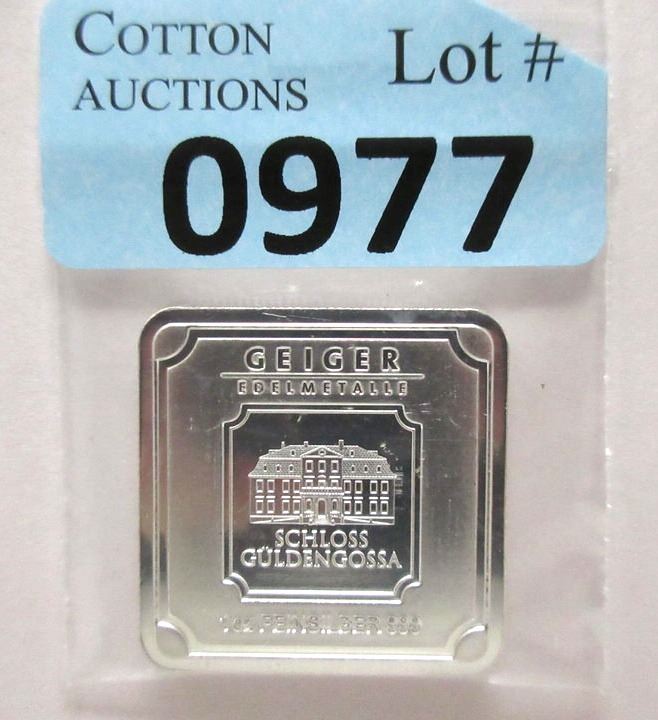 COTTON
AUCTIONS
Lot #
0977
GEIGER
EDELMETALLE
SCHLOSS
GÜLDENGOSSA
1oz FEINSILBER 999